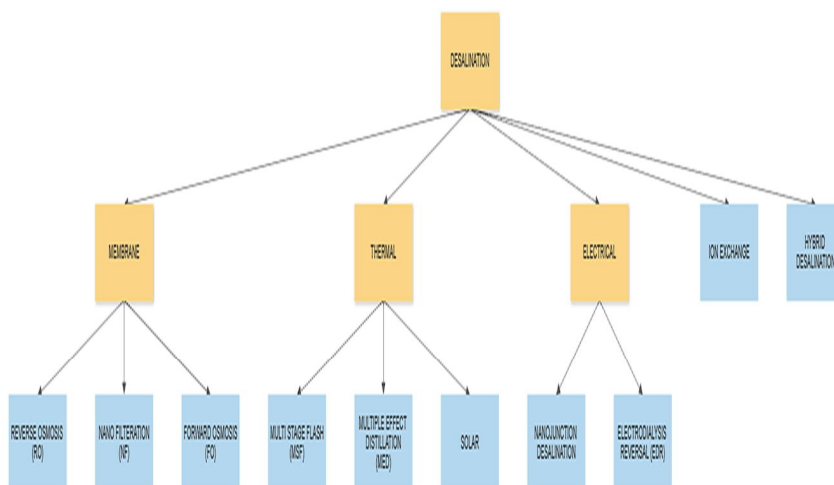 DESALINATION
MEMBRANE
THERMAL
ELECTRICAL
ION EXCHANGE
HYBRID
DESALINATION
REVERSE OSMOSIS
(RO)
NANO FILTERATION
(NF)
FORWARD OSMOSIS
(FO)
MULTI STAGE FLASH
(MSF)
MULTIPLE EFFECT
DISTILLATION
(MED)
SOLAR
NANOJUNCTION
DESALINATION
ELECTRODIALYSIS
REVERSAL (EDR)